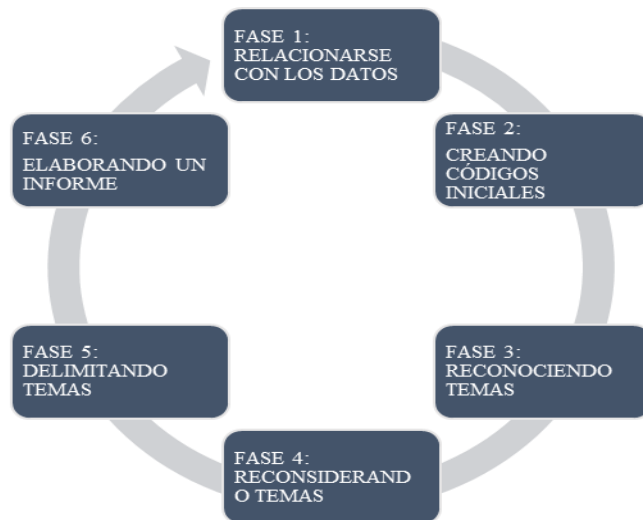 FASE 1:
RELACIONARSE
CON LOS DATOS
FASE 2:
CREANDO
CÓDIGOS
INICIALES
FASE 3:
RECONOCIENDO
TEMAS
FASE 4:
RECONSIDERAND
O TEMAS
FASE 5:
DELIMITANDO
TEMAS
FASE 6:
ELABORANDO UN
INFORME